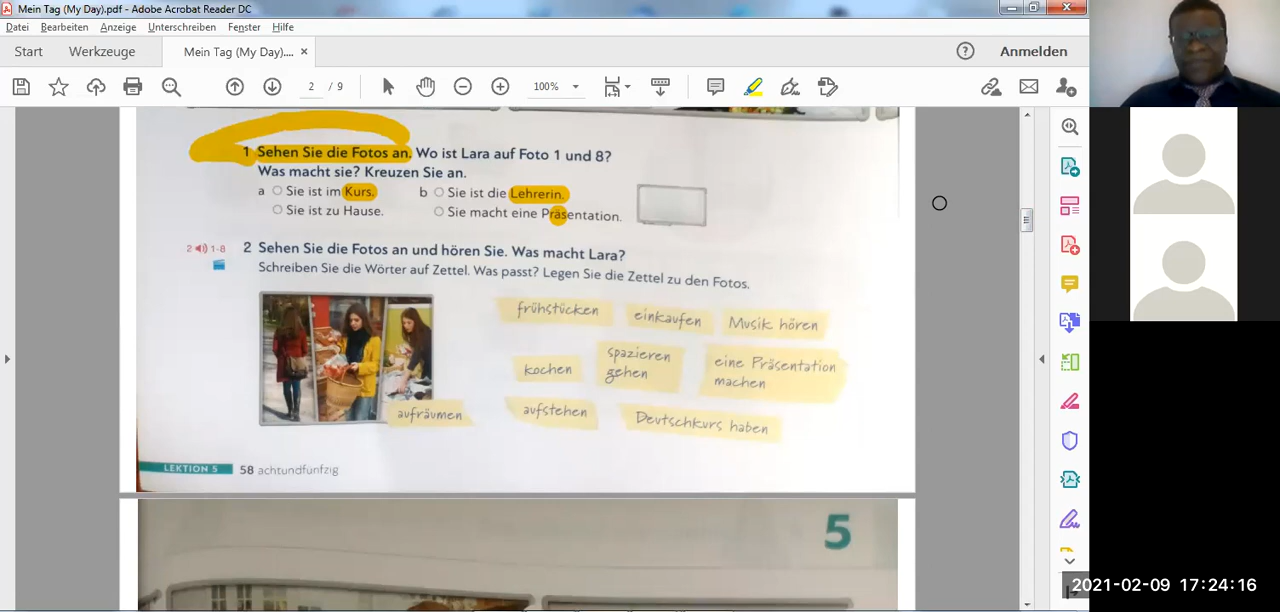 Mein Tag (My Day).pdf - Adobe Acrobat Reader DC
Datei Bearbeiten Anzeige Unterschreiben Fenster Hilfe
Start Werkzeuge Mein Tag (My Day).... × Anmelden
2 / 9 100%
1 Sehen Sie die Fotos an. Wo ist Lara auf Foto 1 und 8?
Was macht sie? Kreuzen Sie an.
a Sie ist im Kurs. b Sie ist die Lehrerin.
Sie ist zu Hause. Sie macht eine Präsentation.
2 1-8 2 Sehen Sie die Fotos an und hören Sie. Was macht Lara?
Schreiben Sie die Wörter auf Zettel. Was passt? Legen Sie die Zettel zu den Fotos.
frühstücken einkaufen Musik hören
kochen
spazieren
gehen
eine Präsentation
machen
aufräumen aufstehen Deutschkurs haben
LEKTION 5 58 achtundfünfzig
5
2021-02-09 17:24:16